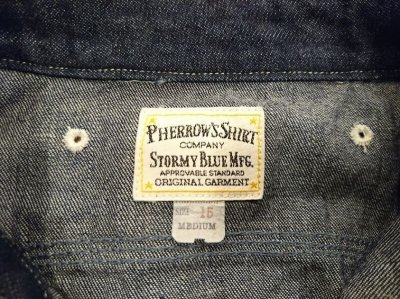 PHERROW'S SHIRT
COMPANY
STORMY BLUE MFG.
APPROVABLE STANDARD
ORIGINAL GARMENT
SIZE 15
MEDIUM